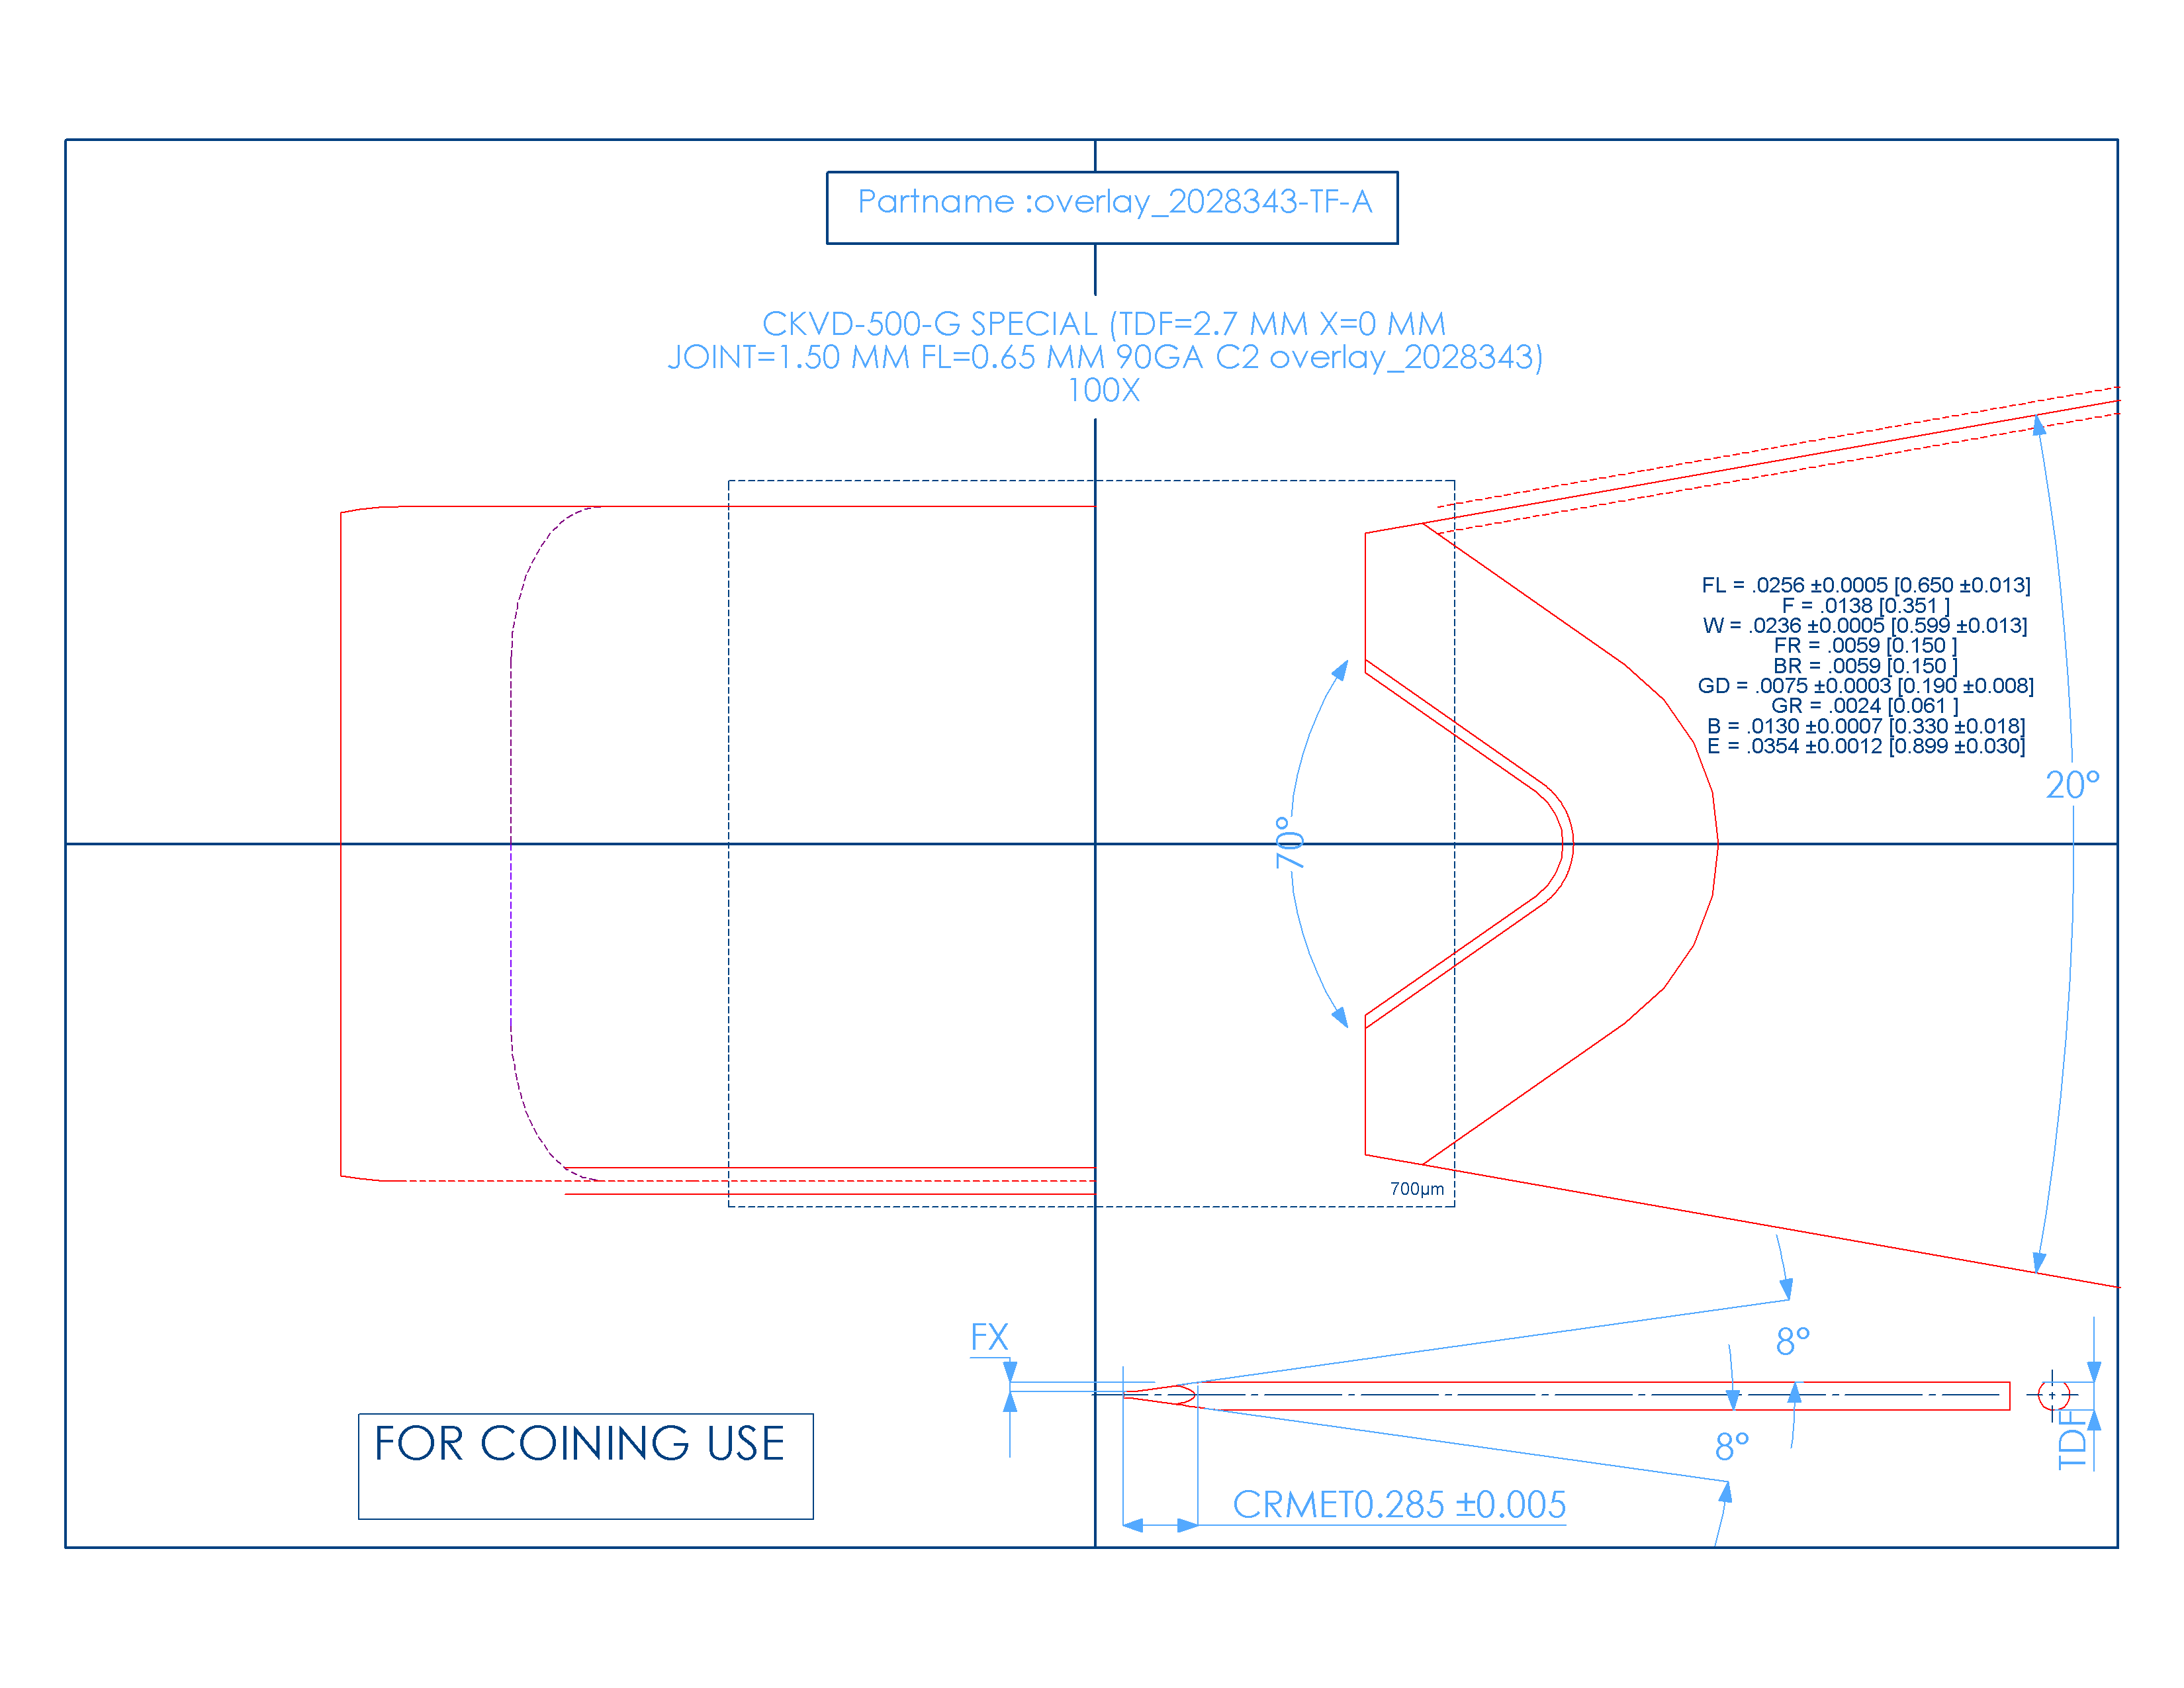 Partname :overlay_2028343-TF-A
CKVD-500-G SPECIAL (TDF=2.7 MM X=0 MM
JOINT=1.50 MM FL=0.65 MM 90GA C2 overlay_2028343)
100X
FL = .0256 ±0.0005 [0.650 ±0.013]
F = .0138 [0.351 ]
W = .0236 ±0.0005 [0.599 ±0.013]
FR = .0059 [0.150 ]
BR = .0059 [0.150 ]
GD = .0075 ±0.0003 [0.190 ±0.008]
GR = .0024 [0.061 ]
B = .0130 ±0.0007 [0.330 ±0.018]
E = .0354 ±0.0012 [0.899 ±0.030]
20°
70°
700µm
FX
8°
8°
TDF
FOR COINING USE
CRMET0.285 ±0.005